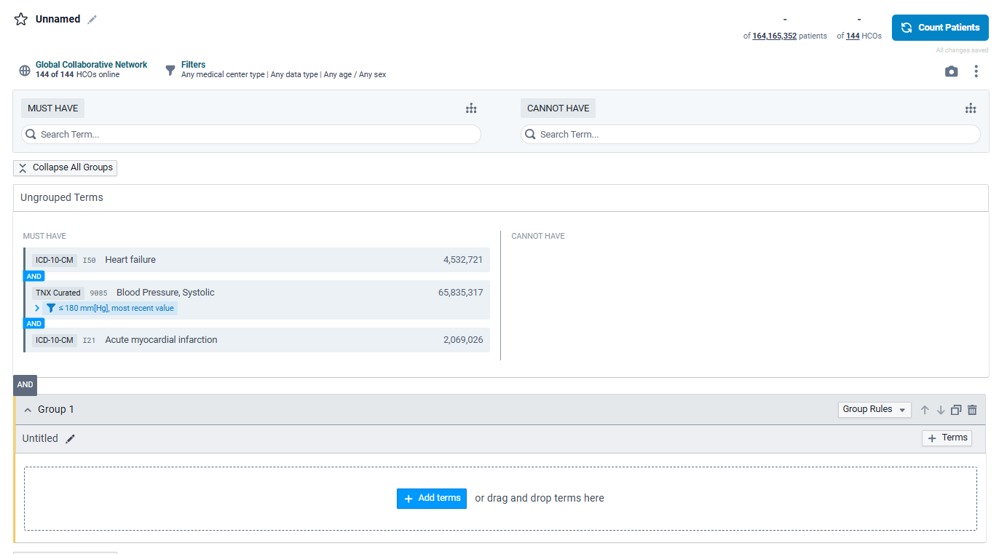 Unnamed
- -
of 164,165,352 patients of 144 HCOs
Count Patients
All changes saved
Global Collaborative Network
144 of 144 HCOs online
Filters
Any medical center type | Any data type | Any age / Any sex
MUST HAVE
Search Term...
CANNOT HAVE
Search Term...
Collapse All Groups
Ungrouped Terms
MUST HAVE
CANNOT HAVE
ICD-10-CM I50 Heart failure 4,532,721
AND
TNX Curated 9085 Blood Pressure, Systolic 65,835,317
≤ 180 mm[Hg], most recent value
AND
ICD-10-CM I21 Acute myocardial infarction 2,069,026
AND
Group 1
Group Rules
Untitled
+ Terms
+ Add terms or drag and drop terms here